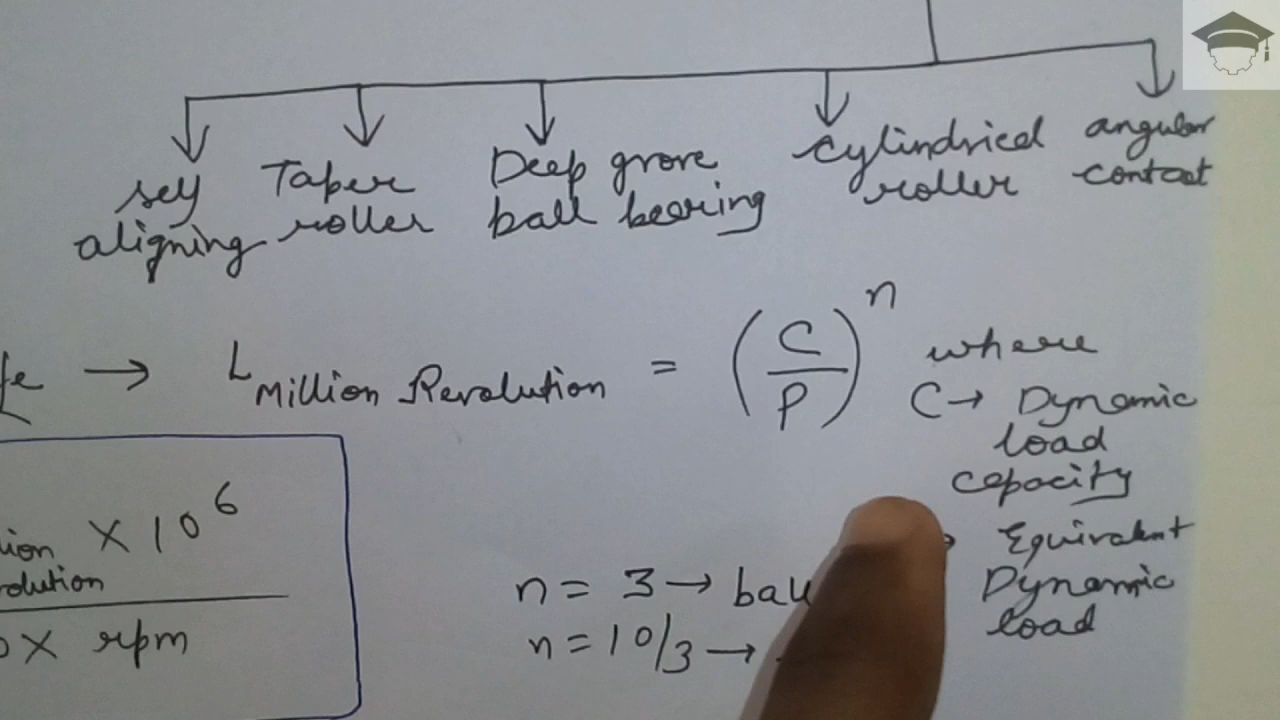 self aligning
Taper roller
Deep grove ball bearing
cylindrical roller
angular contact
→ L Million Revolution = (C/P)^n where
C → Dynamic
load
capacity
→ Equivalent
Dynamic
load
× 10^6
× rpm
n = 3 → ball
n = 10/3 →